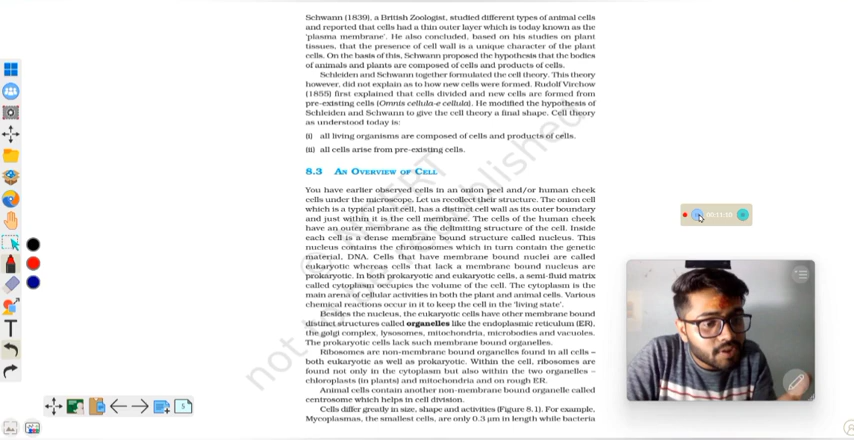 Schwann (1839), a British Zoologist, studied different types of animal cells
and reported that cells had a thin outer layer which is today known as the
'plasma membrane'. He also concluded, based on his studies on plant
tissues, that the presence of cell wall is a unique character of the plant
cells. On the basis of this, Schwann proposed the hypothesis that the bodies
of animals and plants are composed of cells and products of cells.
Schleiden and Schwann together formulated the cell theory. This theory
however, did not explain as to how new cells were formed. Rudolf Virchow
(1855) first explained that cells divided and new cells are formed from
pre-existing cells (Omnis cellula-e cellula). He modified the hypothesis of
Schleiden and Schwann to give the cell theory a final shape. Cell theory
as understood today is:
(i) all living organisms are composed of cells and products of cells.
(ii) all cells arise from pre-existing cells.
8.3 AN OVERVIEW OF CELL
You have earlier observed cells in an onion peel and/or human cheek
cells under the microscope. Let us recollect their structure. The onion cell
which is a typical plant cell, has a distinct cell wall as its outer boundary
and just within it is the cell membrane. The cells of the human cheek
have an outer membrane as the delimiting structure of the cell. Inside
each cell is a dense membrane bound structure called nucleus. This
nucleus contains the chromosomes which in turn contain the genetic
material, DNA. Cells that have membrane bound nuclei are called
eukaryotic whereas cells that lack a membrane bound nucleus are
prokaryotic. In both prokaryotic and eukaryotic cells, a semi-fluid matrix
called cytoplasm occupies the volume of the cell. The cytoplasm is the
main arena of cellular activities in both the plant and animal cells. Various
chemical reactions occur in it to keep the cell in the 'living state'.
Besides the nucleus, the eukaryotic cells have other membrane bound
distinct structures called organelles like the endoplasmic reticulum (ER),
the golgi complex, lysosomes, mitochondria, microbodies and vacuoles.
The prokaryotic cells lack such membrane bound organelles.
Ribosomes are non-membrane bound organelles found in all cells –
both eukaryotic as well as prokaryotic. Within the cell, ribosomes are
found not only in the cytoplasm but also within the two organelles –
chloroplasts (in plants) and mitochondria and on rough ER.
Animal cells contain another non-membrane bound organelle called
centrosome which helps in cell division.
Cells differ greatly in size, shape and activities (Figure 8.1). For example,
Mycoplasmas, the smallest cells, are only 0.3 µm in length while bacteria
T
5